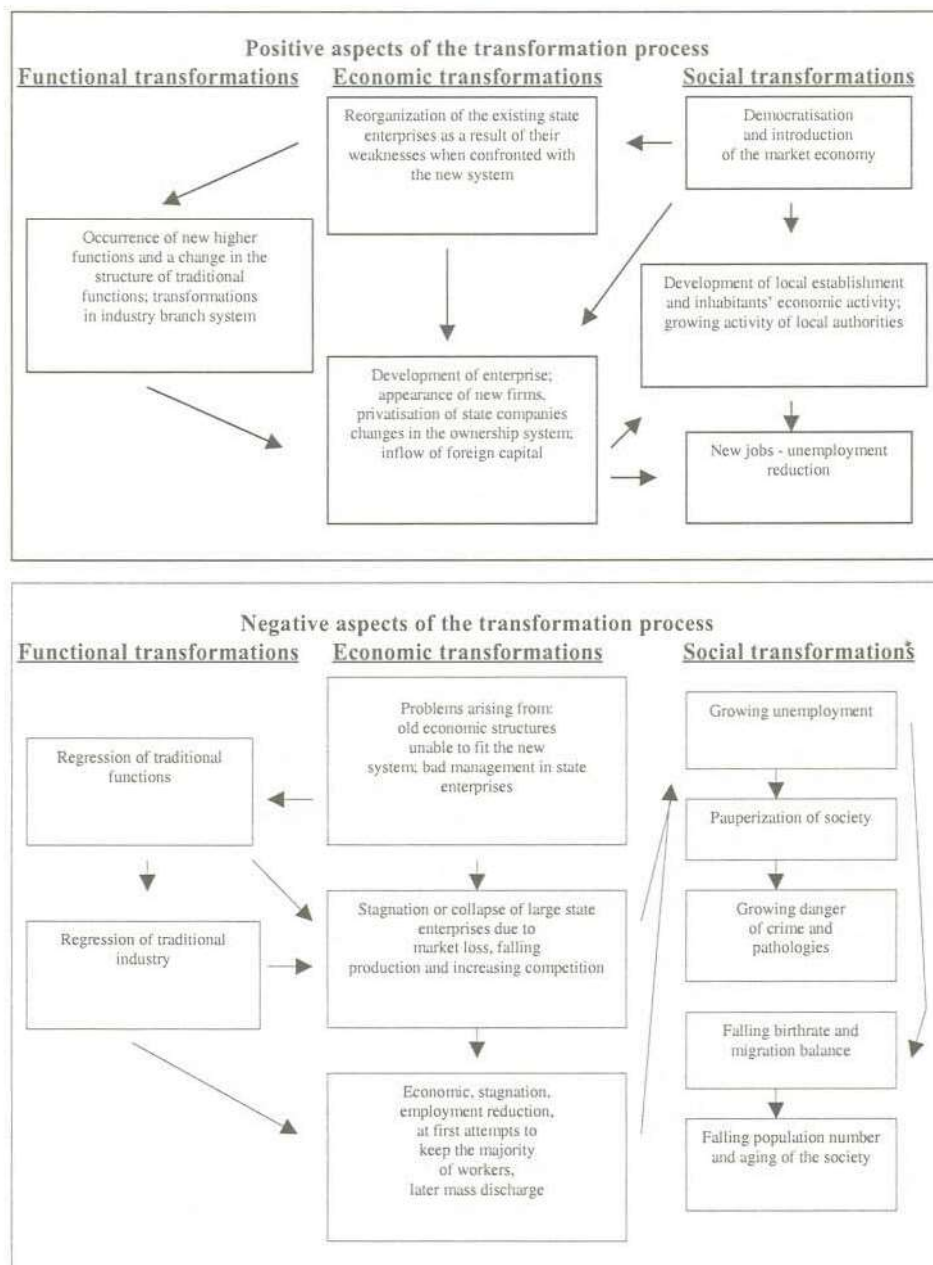 Positive aspects of the transformation process
Functional transformations
Economic transformations
Social transformations
Reorganization of the existing state
enterprises as a result of their
weaknesses when confronted with
the new system
Democratisation
and introduction
of the market economy
Occurrence of new higher
functions and a change in the
structure of traditional
functions; transformations
in industry branch system
Development of local establishment
and inhabitants' economic activity;
growing activity of local authorities
Development of enterprise;
appearance of new firms,
privatisation of state companies
changes in the ownership system;
inflow of foreign capital
New jobs - unemployment
reduction
Negative aspects of the transformation process
Functional transformations
Economic transformations
Social transformations*
Problems arising from:
old economic structures
unable to fit the new
system; bad management in state
enterprises
Growing unemployment
Regression of traditional
functions
Pauperization of society
Stagnation or collapse of large state
enterprises due to
market loss, falling
production and increasing competition
Growing danger
of crime and
pathologies
Regression of traditional
industry
Falling birthrate and
migration balance
Economic, stagnation,
employment reduction,
at first attempts to
keep the majority
of workers,
later mass discharge
Falling population number
and aging of the society